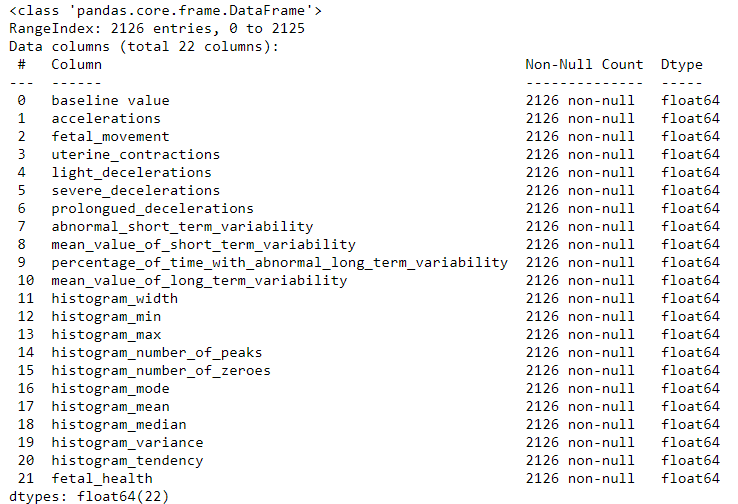 <class 'pandas.core.frame.DataFrame'>
RangeIndex: 2126 entries, 0 to 2125
Data columns (total 22 columns):
 #   Column                                                  Non-Null Count  Dtype
---  ------                                                  --------------  -----
 0   baseline value                                          2126 non-null   float64
 1   accelerations                                           2126 non-null   float64
 2   fetal_movement                                          2126 non-null   float64
 3   uterine_contractions                                    2126 non-null   float64
 4   light_decelerations                                     2126 non-null   float64
 5   severe_decelerations                                    2126 non-null   float64
 6   prolongued_decelerations                                2126 non-null   float64
 7   abnormal_short_term_variability                         2126 non-null   float64
 8   mean_value_of_short_term_variability                    2126 non-null   float64
 9   percentage_of_time_with_abnormal_long_term_variability  2126 non-null   float64
 10  mean_value_of_long_term_variability                     2126 non-null   float64
 11  histogram_width                                         2126 non-null   float64
 12  histogram_min                                           2126 non-null   float64
 13  histogram_max                                           2126 non-null   float64
 14  histogram_number_of_peaks                               2126 non-null   float64
 15  histogram_number_of_zeroes                              2126 non-null   float64
 16  histogram_mode                                          2126 non-null   float64
 17  histogram_mean                                          2126 non-null   float64
 18  histogram_median                                        2126 non-null   float64
 19  histogram_variance                                      2126 non-null   float64
 20  histogram_tendency                                      2126 non-null   float64
 21  fetal_health                                            2126 non-null   float64
dtypes: float64(22)